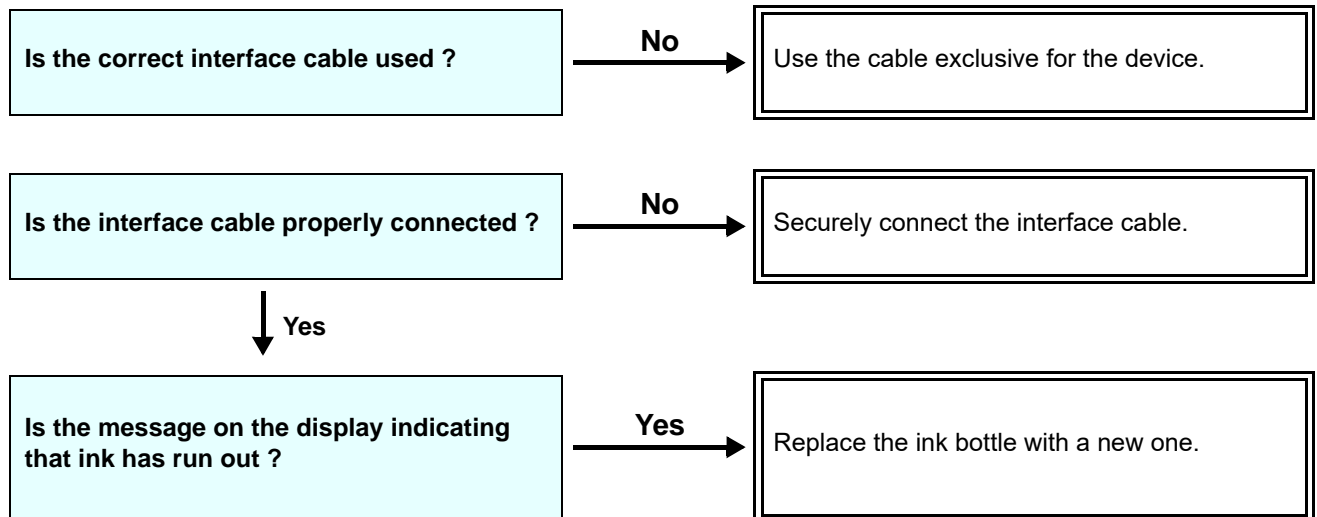 Is the correct interface cable used ?
No
Use the cable exclusive for the device.
Is the interface cable properly connected ?
No
Securely connect the interface cable.
Yes
Is the message on the display indicating
that ink has run out ?
Yes
Replace the ink bottle with a new one.